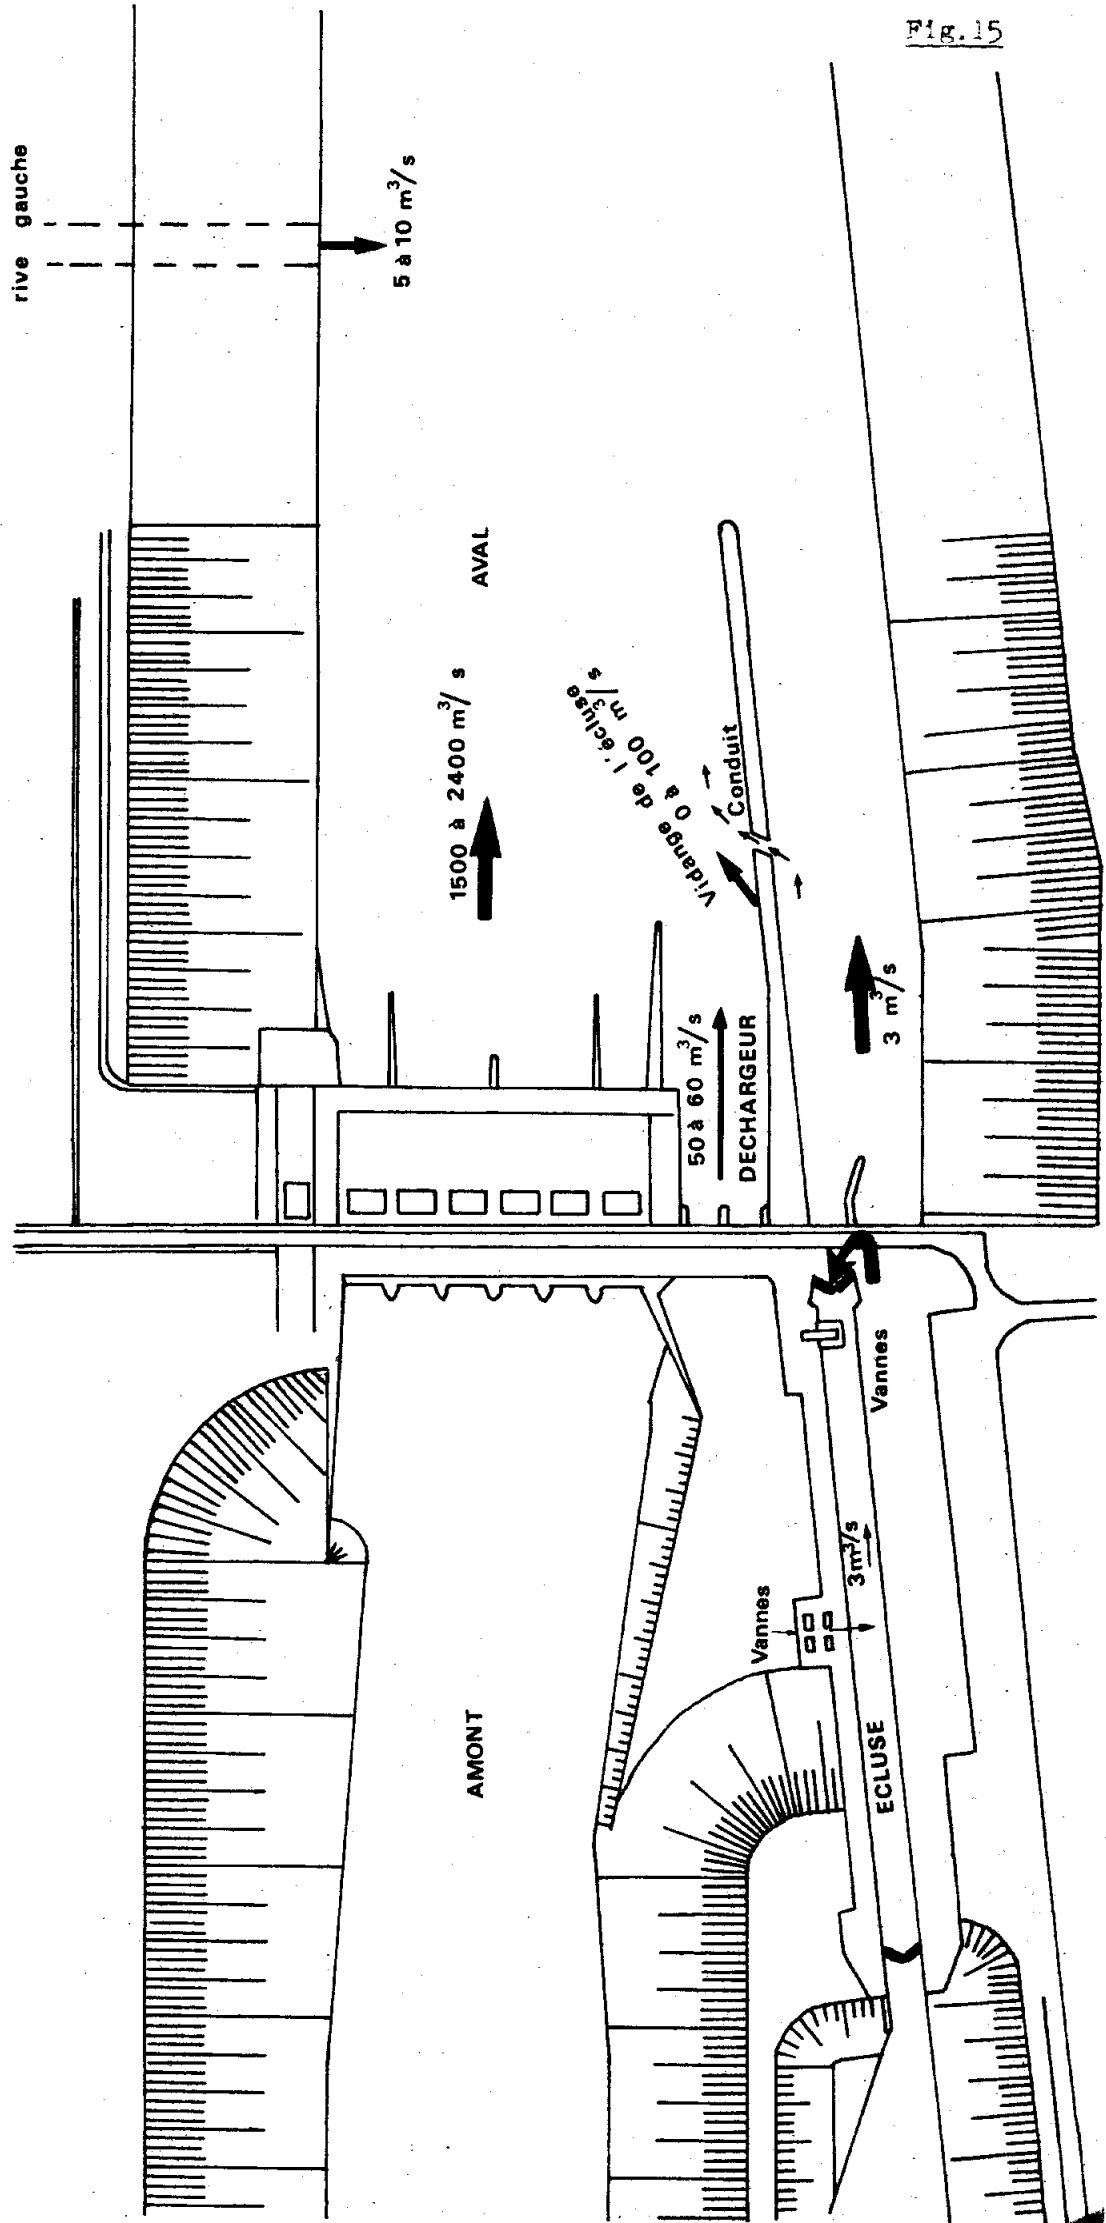 Fig.15
rive gauche
5 à 10 m³/s
AVAL
1500 à 2400 m³/s
Vidange de l'écluse
0 à 100 m³/s
Conduit
50 à 60 m³/s
DECHARGEUR
3 m³/s
Vannes
Vannes
3m³/s
AMONT
ECLUSE